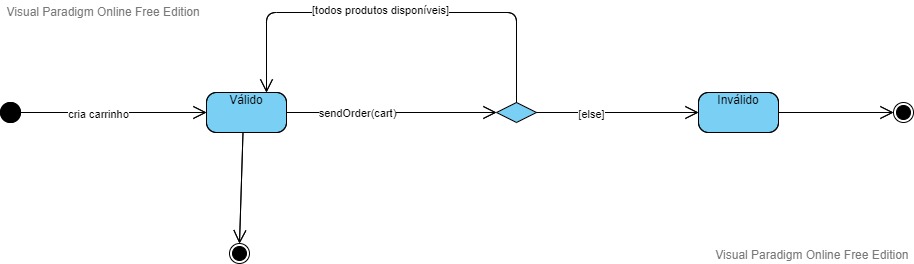 Visual Paradigm Online Free Edition
[todos produtos disponíveis]
Válido
Inválido
cria carrinho
sendOrder(cart)
[else]
Visual Paradigm Online Free Edition